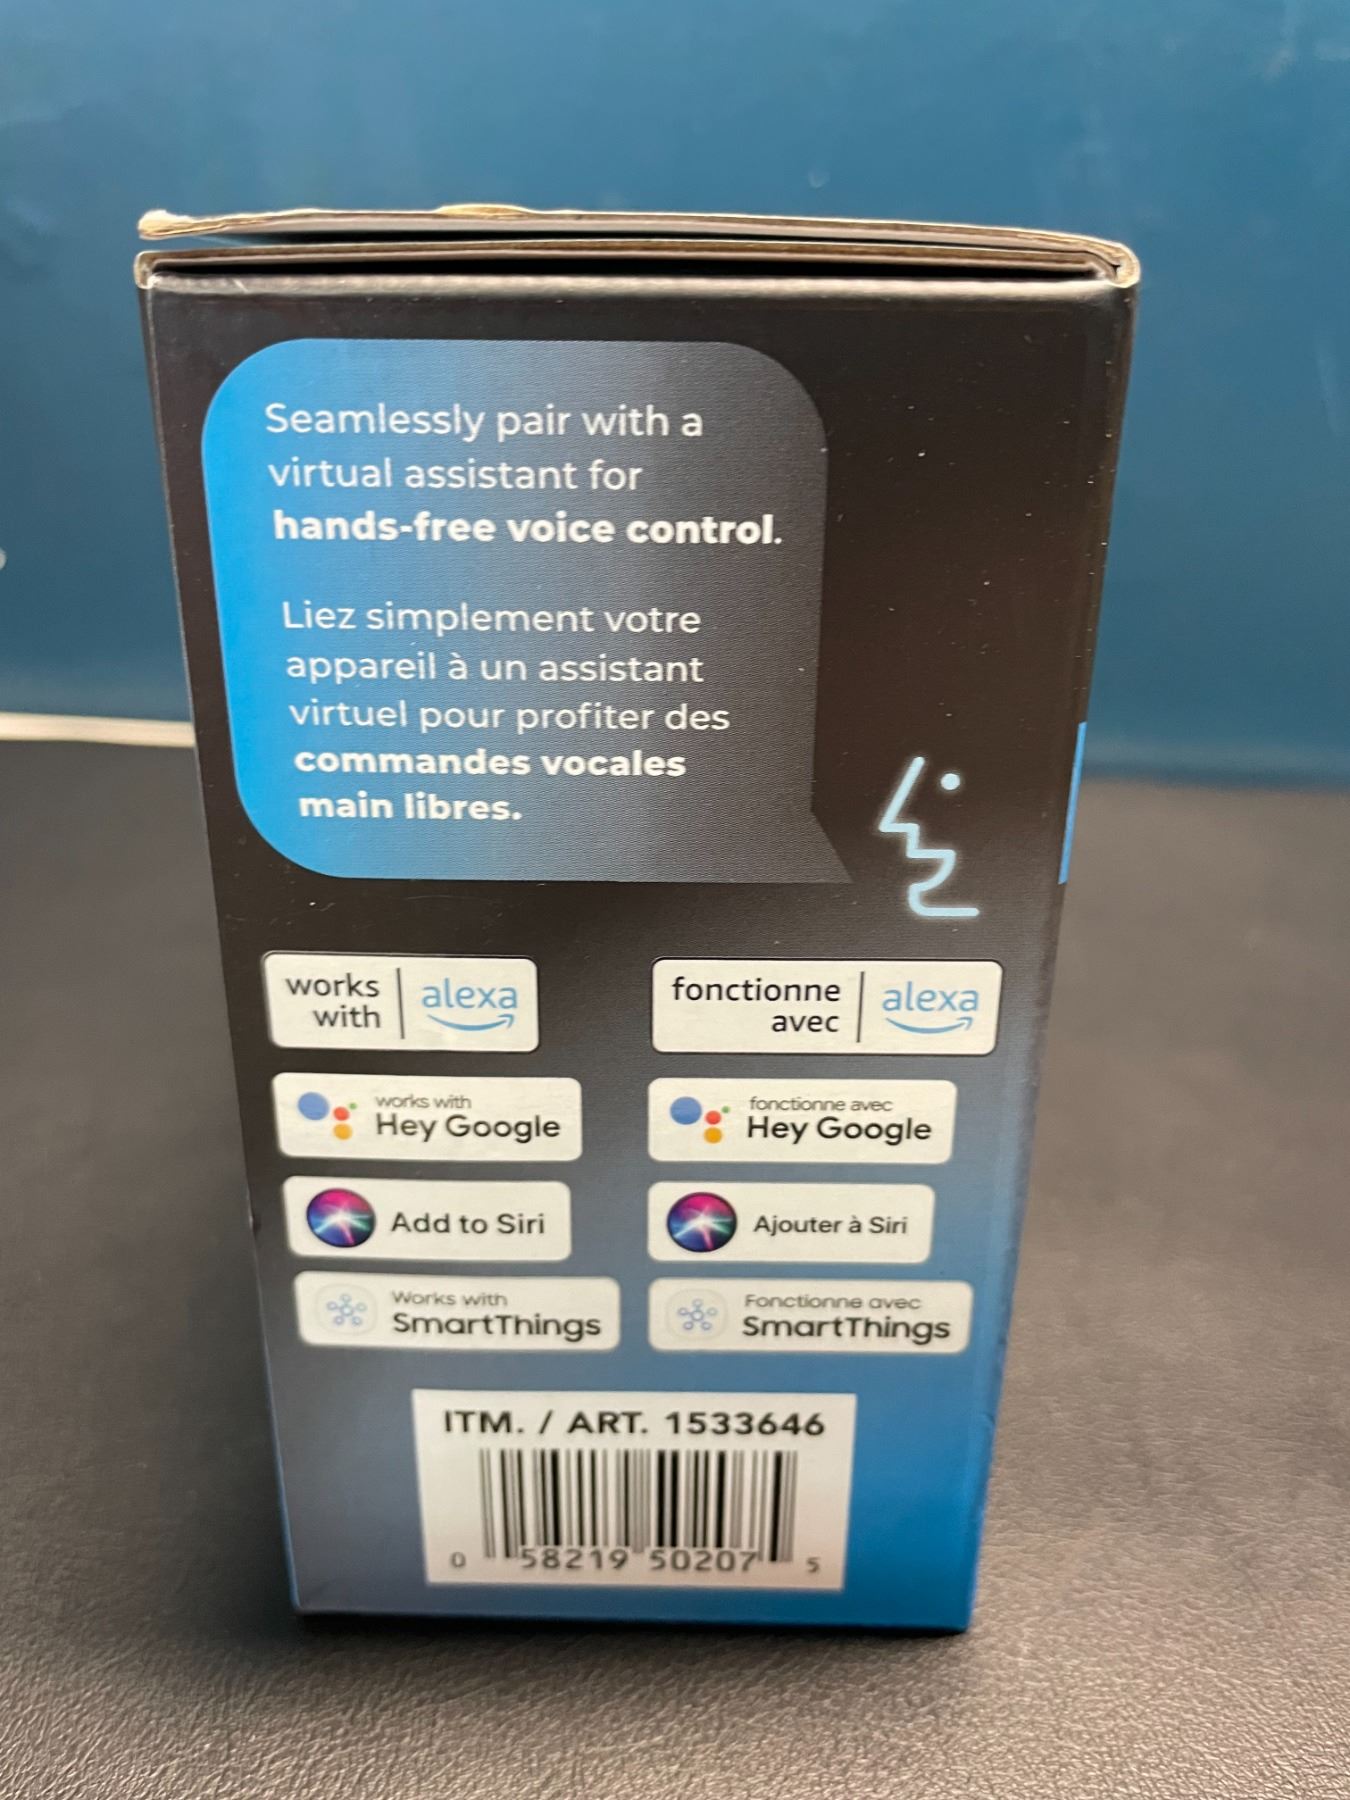 Seamlessly pair with a
virtual assistant for
hands-free voice control.
Liez simplement votre
appareil à un assistant
virtuel pour profiter des
commandes vocales
main libres.
works with | alexa
fonctionne avec | alexa
works with
Hey Google
fonctionne avec
Hey Google
Add to Siri
Ajouter à Siri
Works with
SmartThings
Fonctionne avec
SmartThings
ITM. / ART. 1533646
0 58219 50207 5